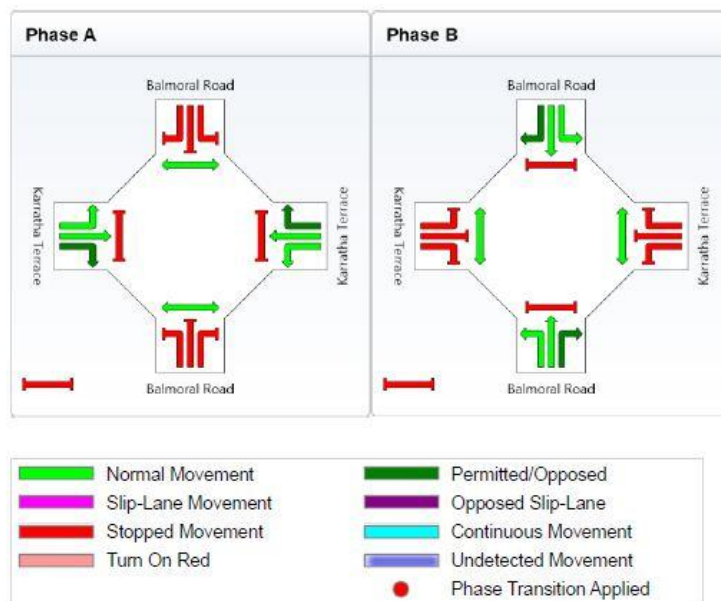 Phase A
Balmoral Road
Karratha Terrace
Karratha Terrace
Balmoral Road
Phase B
Balmoral Road
Karratha Terrace
Karratha Terrace
Balmoral Road
Normal Movement
Permitted/Opposed
Slip-Lane Movement
Opposed Slip-Lane
Stopped Movement
Continuous Movement
Turn On Red
Undetected Movement
Phase Transition Applied